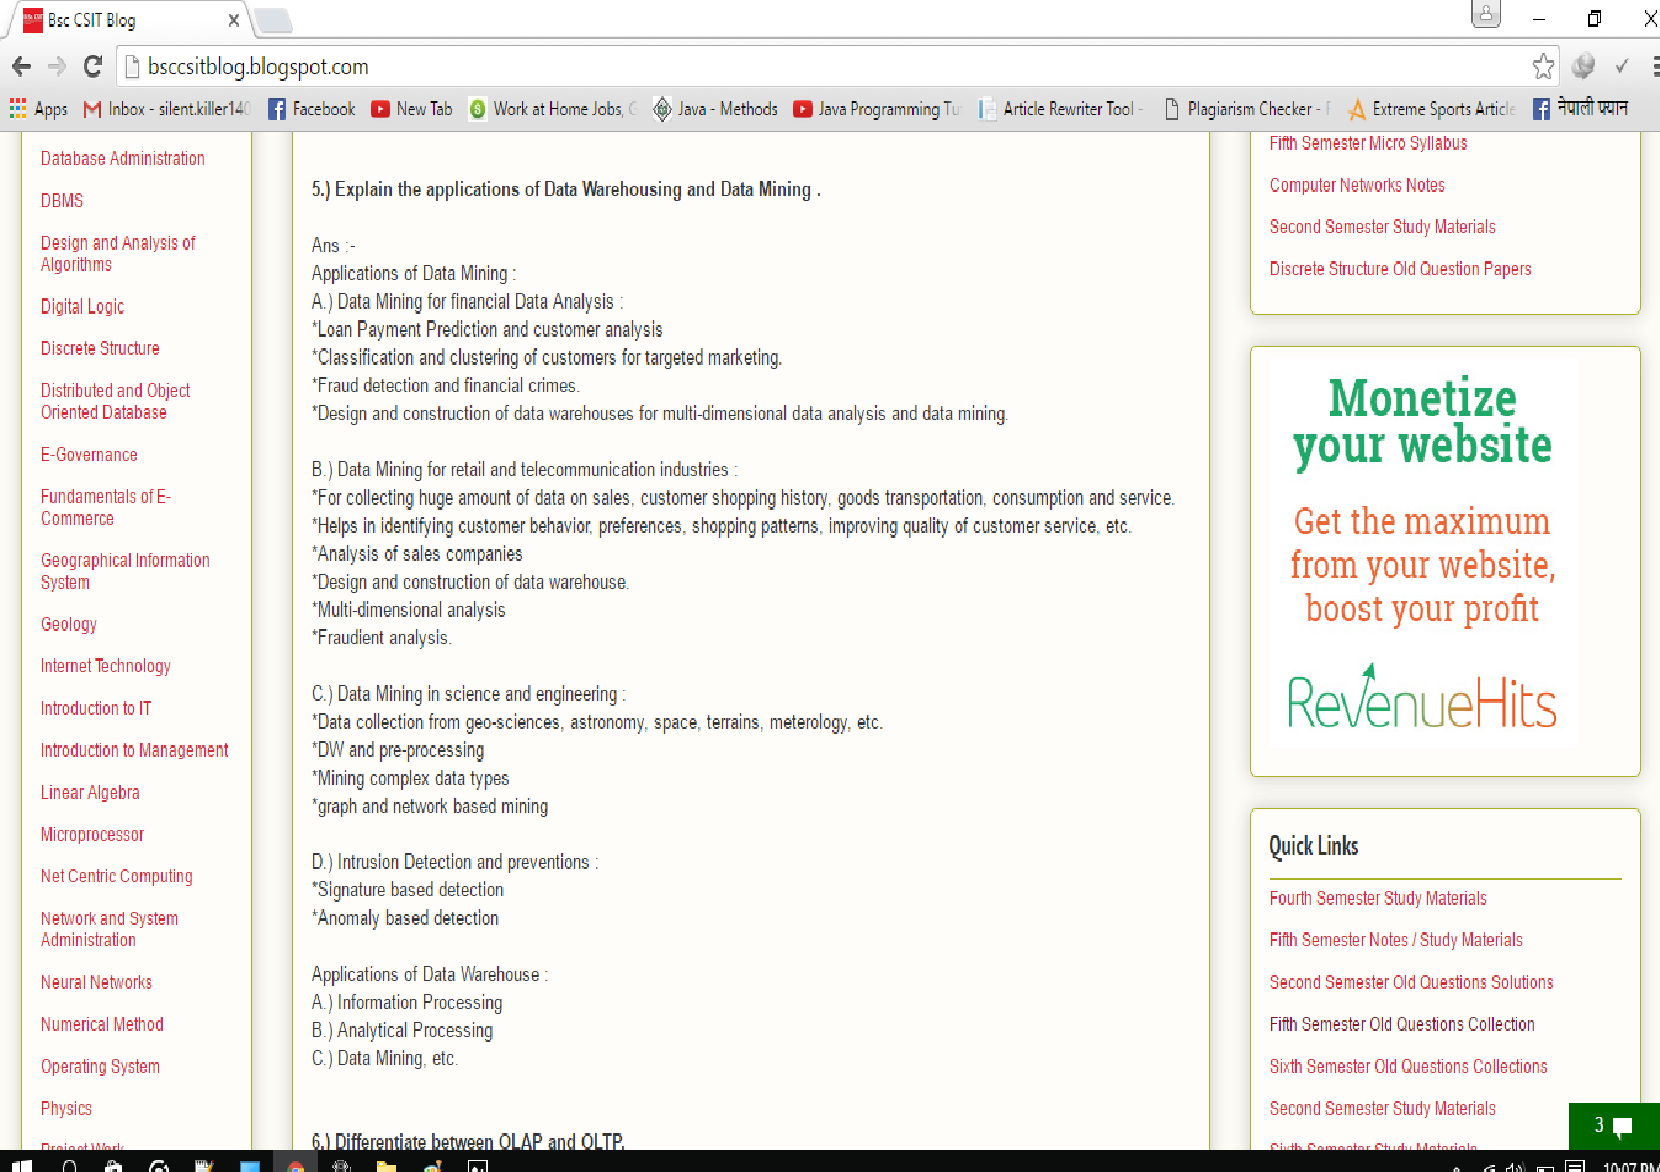 Bsc CSIT Blog
bsccsitblog.blogspot.com
Apps
Inbox - silent.killer140
Facebook
New Tab
Work at Home Jobs,
Java - Methods
Java Programming Tu
Article Rewriter Tool -
Plagiarism Checker -
Extreme Sports Article
नेपाली फ्यान
Database Administration
DBMS
Design and Analysis of
Algorithms
Digital Logic
Discrete Structure
Distributed and Object
Oriented Database
E-Governance
Fundamentals of E-
Commerce
Geographical Information
System
Geology
Internet Technology
Introduction to IT
Introduction to Management
Linear Algebra
Microprocessor
Net Centric Computing
Network and System
Administration
Neural Networks
Numerical Method
Operating System
Physics
Project Work
5.) Explain the applications of Data Warehousing and Data Mining .
Ans :-
Applications of Data Mining :
A.) Data Mining for financial Data Analysis :
*Loan Payment Prediction and customer analysis
*Classification and clustering of customers for targeted marketing.
*Fraud detection and financial crimes.
*Design and construction of data warehouses for multi-dimensional data analysis and data mining.
B.) Data Mining for retail and telecommunication industries :
*For collecting huge amount of data on sales, customer shopping history, goods transportation, consumption and service.
*Helps in identifying customer behavior, preferences, shopping patterns, improving quality of customer service, etc.
*Analysis of sales companies
*Design and construction of data warehouse.
*Multi-dimensional analysis
*Fraudient analysis.
C.) Data Mining in science and engineering :
*Data collection from geo-sciences, astronomy, space, terrains, meterology, etc.
*DW and pre-processing
*Mining complex data types
*graph and network based mining
D.) Intrusion Detection and preventions :
*Signature based detection
*Anomaly based detection
Applications of Data Warehouse :
A.) Information Processing
B.) Analytical Processing
C.) Data Mining, etc.
6.) Differentiate between OLAP and OLTP.
Fifth Semester Micro Syllabus
Computer Networks Notes
Second Semester Study Materials
Discrete Structure Old Question Papers
Monetize
your website
Get the maximum
from your website,
boost your profit
RevenueHits
Quick Links
Fourth Semester Study Materials
Fifth Semester Notes / Study Materials
Second Semester Old Questions Solutions
Fifth Semester Old Questions Collection
Sixth Semester Old Questions Collections
Second Semester Study Materials
Sixth Semester Study Materials
3
10:07 PM